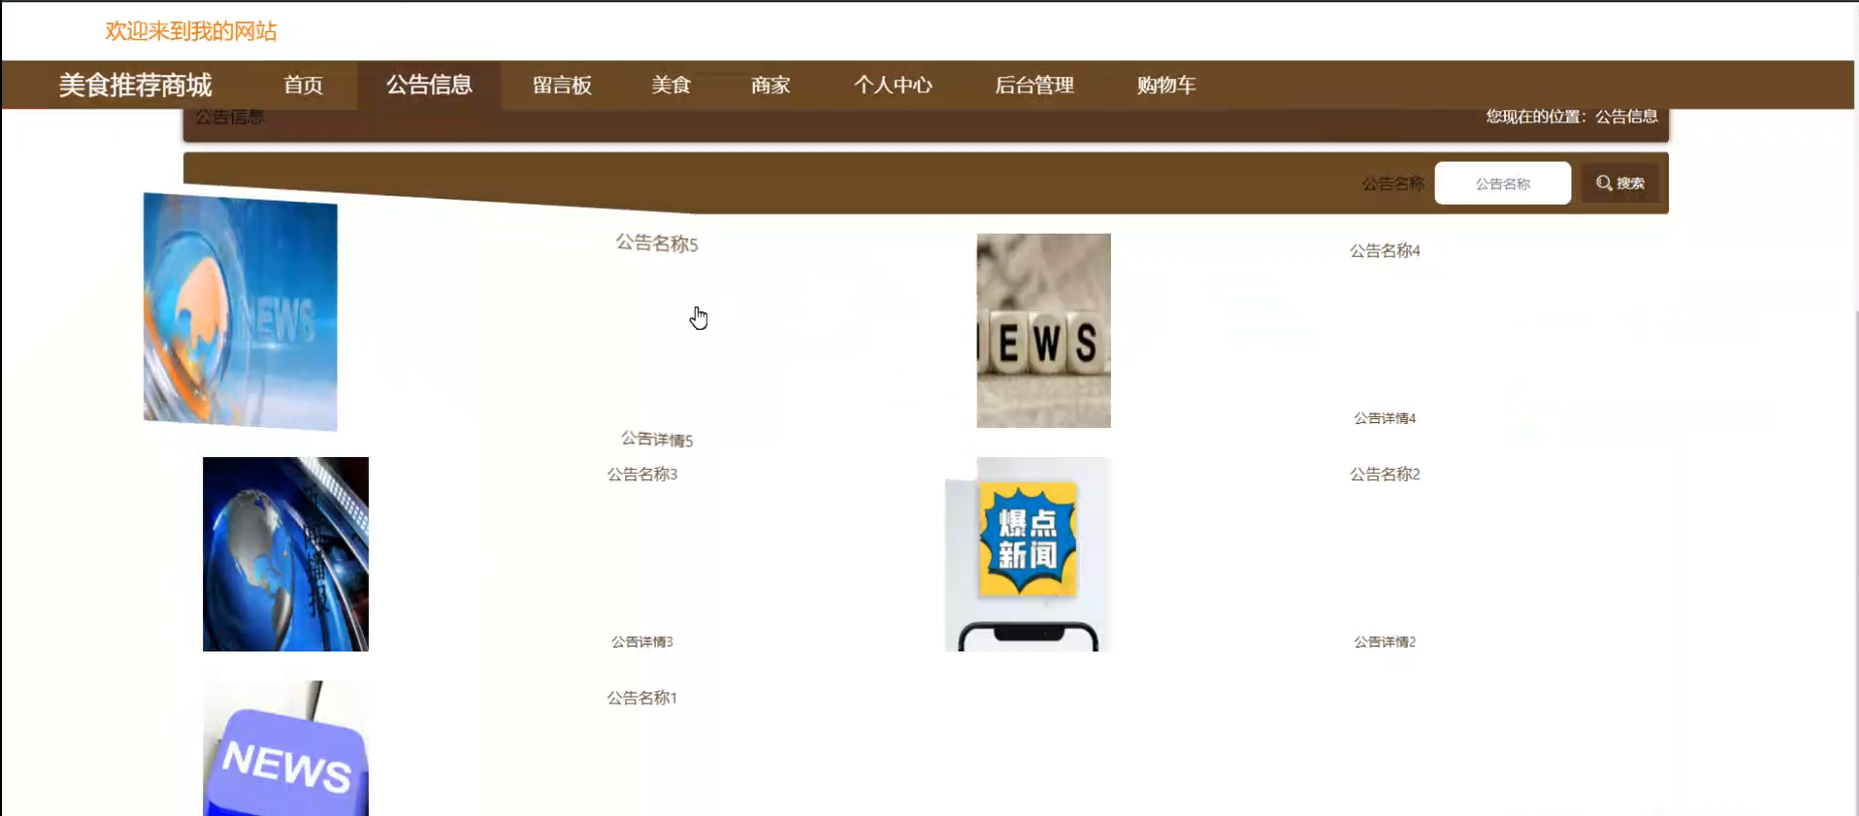 欢迎来到我的网站
美食推荐商城 首页 公告信息 留言板 美食 商家 个人中心 后台管理 购物车
公告信息 您现在的位置：公告信息
公告名称 公告名称 搜索
NEWS
公告名称5
公告详情5
EWS
公告名称4
公告详情4
公告名称3
公告详情3
爆点
新闻
公告名称2
公告详情2
NEWS
公告名称1